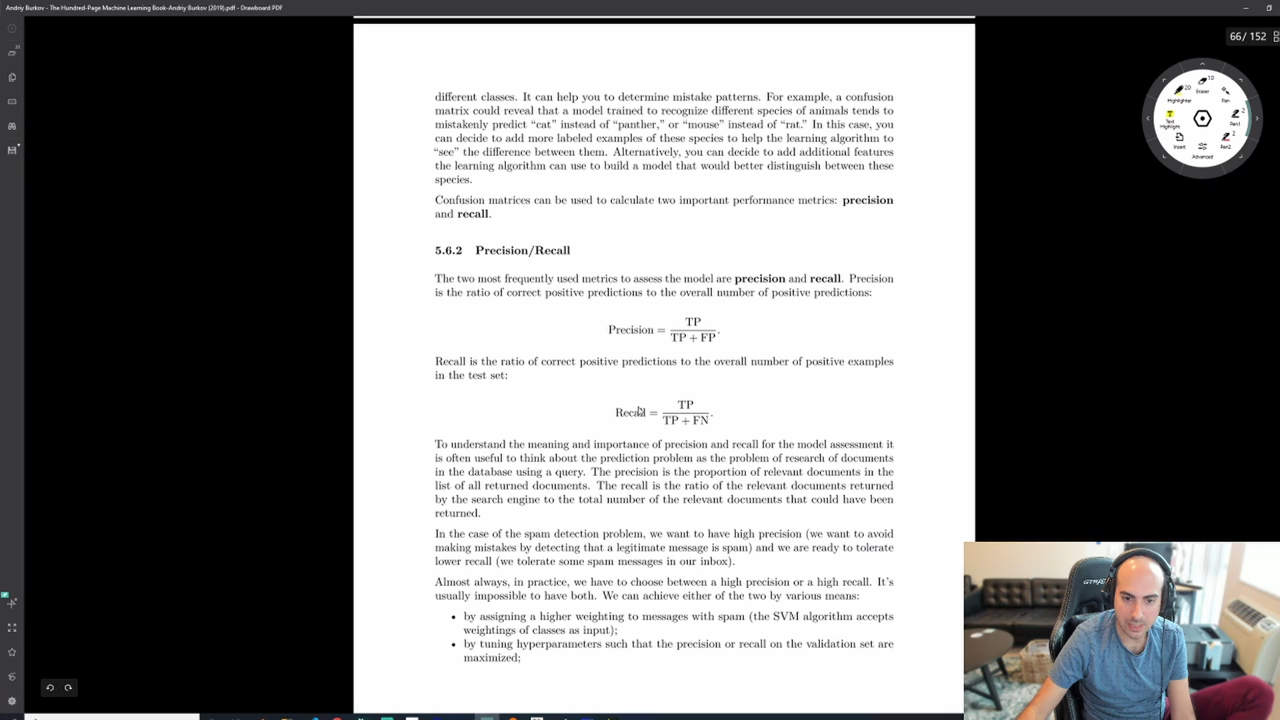 Andriy Burkov - The Hundred-Page Machine Learning Book-Andriy Burkov (2019).pdf - Drawboard PDF
66/ 152
different classes. It can help you to determine mistake patterns. For example, a confusion
matrix could reveal that a model trained to recognize different species of animals tends to
mistakenly predict “cat” instead of “panther,” or “mouse” instead of “rat.” In this case, you
can decide to add more labeled examples of these species to help the learning algorithm to
“see” the difference between them. Alternatively, you can decide to add additional features
the learning algorithm can use to build a model that would better distinguish between these
species.
Confusion matrices can be used to calculate two important performance metrics: precision
and recall.
5.6.2 Precision/Recall
The two most frequently used metrics to assess the model are precision and recall. Precision
is the ratio of correct positive predictions to the overall number of positive predictions:
Precision = TP / TP + FP.
Recall is the ratio of correct positive predictions to the overall number of positive examples
in the test set:
Recall = TP / TP + FN.
To understand the meaning and importance of precision and recall for the model assessment it
is often useful to think about the prediction problem as the problem of research of documents
in the database using a query. The precision is the proportion of relevant documents in the
list of all returned documents. The recall is the ratio of the relevant documents returned
by the search engine to the total number of the relevant documents that could have been
returned.
In the case of the spam detection problem, we want to have high precision (we want to avoid
making mistakes by detecting that a legitimate message is spam) and we are ready to tolerate
lower recall (we tolerate some spam messages in our inbox).
Almost always, in practice, we have to choose between a high precision or a high recall. It’s
usually impossible to have both. We can achieve either of the two by various means:
• by assigning a higher weighting to messages with spam (the SVM algorithm accepts
weightings of classes as input);
• by tuning hyperparameters such that the precision or recall on the validation set are
maximized;
10
Eraser
20
Highlighter
Pen
Text
Highlight
2
Pen1
Insert
2
Pen2
Advanced